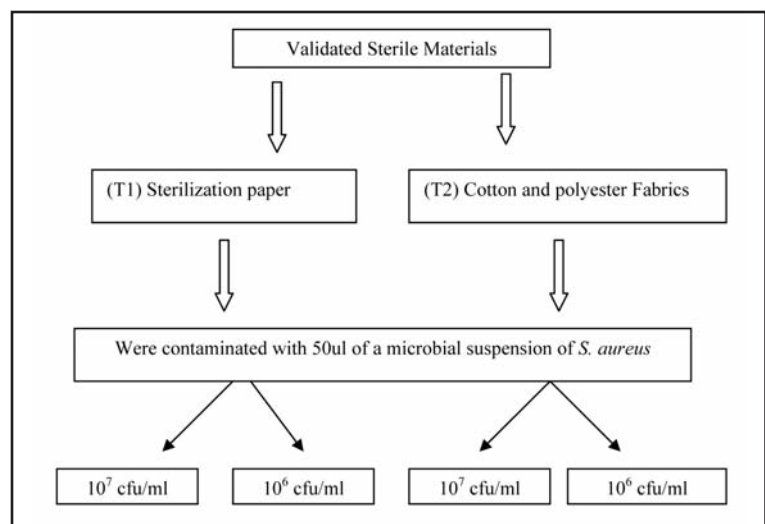 Validated Sterile Materials
(T1) Sterilization paper
(T2) Cotton and polyester Fabrics
Were contaminated with 50ul of a microbial suspension of S. aureus
10⁷ cfu/ml
10⁶ cfu/ml
10⁷ cfu/ml
10⁶ cfu/ml